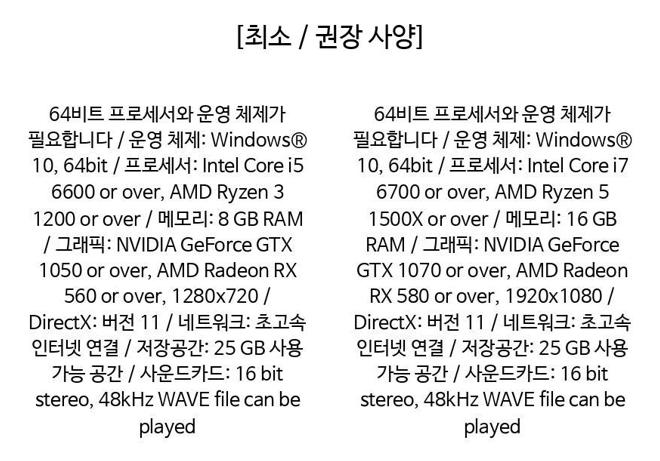 [최소 / 권장 사양]
64비트 프로세서와 운영 체제가
필요합니다 / 운영 체제: Windows®
10, 64bit / 프로세서: Intel Core i5
6600 or over, AMD Ryzen 3
1200 or over / 메모리: 8 GB RAM
/ 그래픽: NVIDIA GeForce GTX
1050 or over, AMD Radeon RX
560 or over, 1280x720 /
DirectX: 버전 11 / 네트워크: 초고속
인터넷 연결 / 저장공간: 25 GB 사용
가능 공간 / 사운드카드: 16 bit
stereo, 48kHz WAVE file can be
played
64비트 프로세서와 운영 체제가
필요합니다 / 운영 체제: Windows®
10, 64bit / 프로세서: Intel Core i7
6700 or over, AMD Ryzen 5
1500X or over / 메모리: 16 GB
RAM / 그래픽: NVIDIA GeForce
GTX 1070 or over, AMD Radeon
RX 580 or over, 1920x1080 /
DirectX: 버전 11 / 네트워크: 초고속
인터넷 연결 / 저장공간: 25 GB 사용
가능 공간 / 사운드카드: 16 bit
stereo, 48kHz WAVE file can be
played